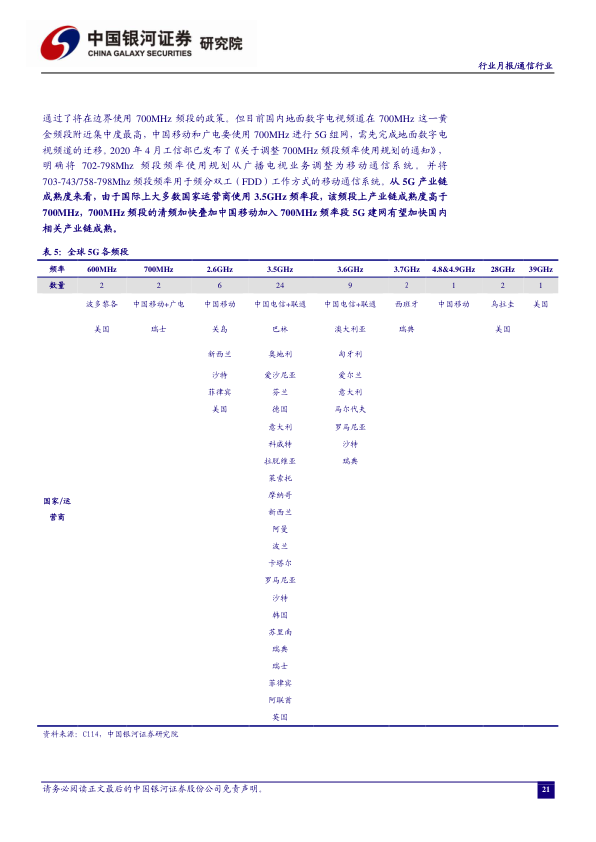 中国银河证券 研究院
CHINA GALAXY SECURITIES
行业月报/通信行业
通过了将在边界使用 700MHz 频段的政策。但目前国内地面数字电视频道在 700MHz 这一黄
金频段附近集中度最高，中国移动和广电要使用 700MHz 进行 5G 组网，需先完成地面数字电
视频道的迁移。2020 年 4 月工信部已发布了《关于调整 700MHz 频段频率使用规划的通知》，
明确将 702-798Mhz 频段频率使用规划从广播电视业务调整为移动通信系统。并将
703-743/758-798Mhz 频段频率用于频分双工（FDD）工作方式的移动通信系统。从 5G 产业链
成熟度来看，由于国际上大多数国家运营商使用 3.5GHz 频率段，该频段上产业链成熟度高于
700MHz，700MHz 频段的清频加快叠加中国移动加入 700MHz 频率段 5G 建网有望加快国内
相关产业链成熟。
表 5：全球 5G 各频段
频率 600MHz 700MHz 2.6GHz 3.5GHz 3.6GHz 3.7GHz 4.8&4.9GHz 28GHz 39GHz
数量 2 2 6 24 9 2 1 2 1
波多黎各 中国移动+广电 中国移动 中国电信+联通 中国电信+联通 西班牙 中国移动 乌拉圭 美国
美国 瑞士 关岛 巴林 澳大利亚 瑞典 美国
新西兰 奥地利 匈牙利
沙特 爱沙尼亚 爱尔兰
菲律宾 芬兰 意大利
美国 德国 马尔代夫
意大利 罗马尼亚
科威特 沙特
拉脱维亚 瑞典
莱索托
摩纳哥
国家/运
新西兰
营商
阿曼
波兰
卡塔尔
罗马尼亚
沙特
韩国
苏里南
瑞典
瑞士
菲律宾
阿联酋
英国
资料来源：C114，中国银河证券研究院
请务必阅读正文最后的中国银河证券股份公司免责声明。
21